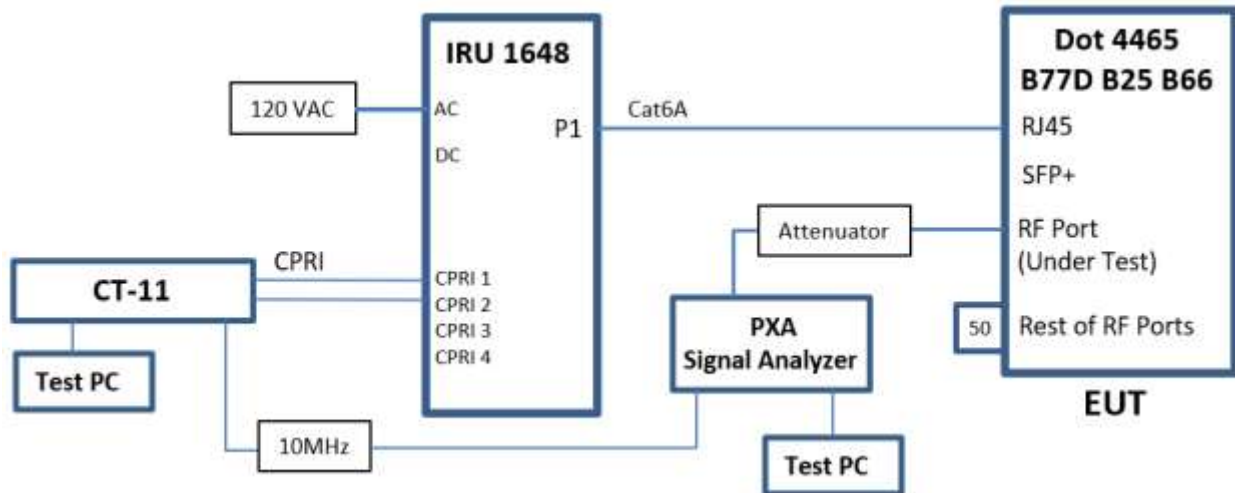 IRU 1648
120 VAC
AC
DC
P1
Cat6A
Dot 4465
B77D B25 B66
RJ45
SFP+
RF Port
(Under Test)
Rest of RF Ports
50
EUT
Attenuator
CPRI
CT-11
CPRI 1
CPRI 2
CPRI 3
CPRI 4
Test PC
10MHz
PXA
Signal Analyzer
Test PC